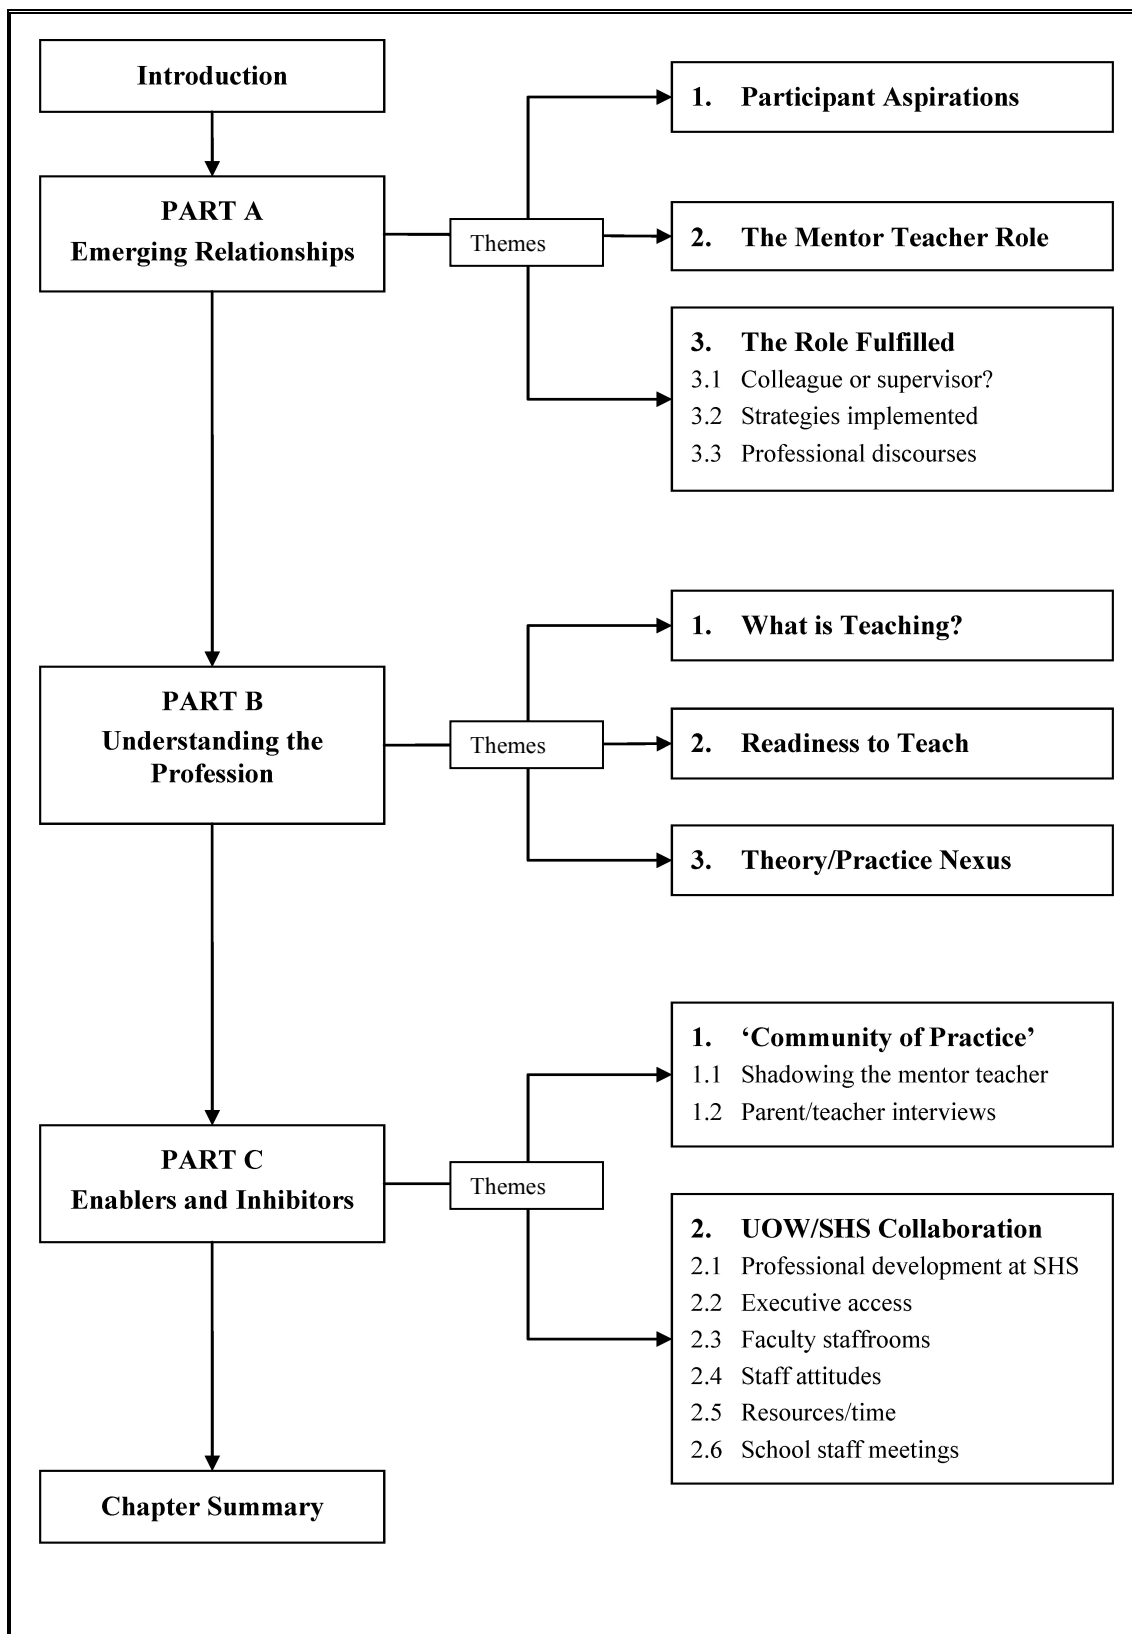 Introduction
PART A
Emerging Relationships
Themes
1. Participant Aspirations
2. The Mentor Teacher Role
3. The Role Fulfilled
3.1 Colleague or supervisor?
3.2 Strategies implemented
3.3 Professional discourses
PART B
Understanding the
Profession
Themes
1. What is Teaching?
2. Readiness to Teach
3. Theory/Practice Nexus
PART C
Enablers and Inhibitors
Themes
1. ‘Community of Practice’
1.1 Shadowing the mentor teacher
1.2 Parent/teacher interviews
2. UOW/SHS Collaboration
2.1 Professional development at SHS
2.2 Executive access
2.3 Faculty staffrooms
2.4 Staff attitudes
2.5 Resources/time
2.6 School staff meetings
Chapter Summary